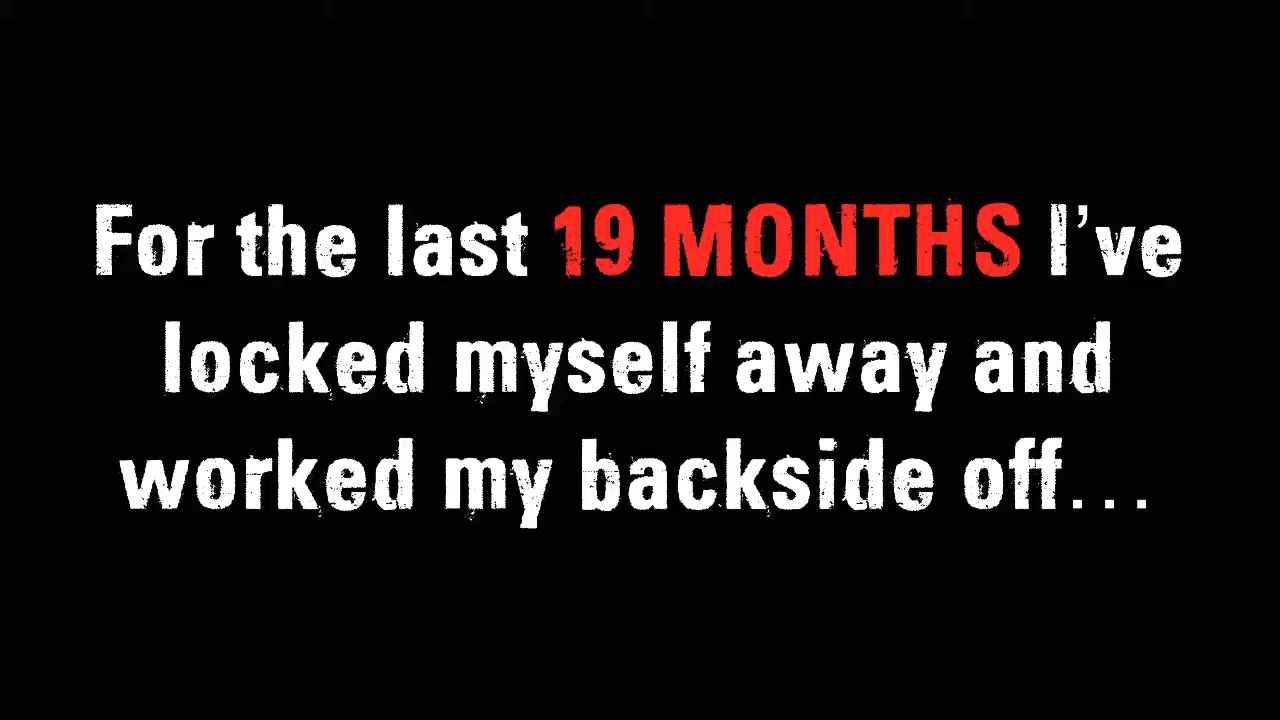 For the last 19 MONTHS I've
locked myself away and
worked my backside off...